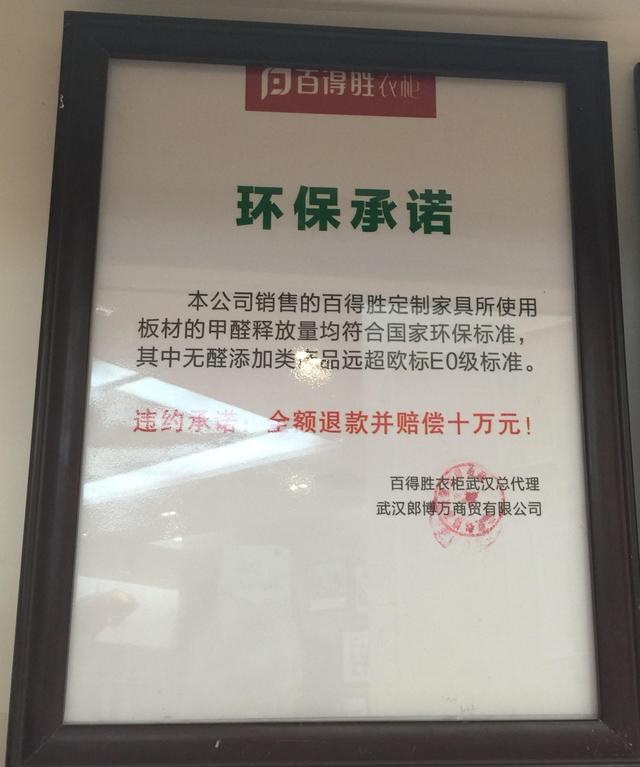 百得胜衣柜
环保承诺
本公司销售的百得胜定制家具所使用
板材的甲醛释放量均符合国家环保标准，
其中无醛添加类产品远超欧标E0级标准。
违约承诺：全额退款并赔偿十万元！
百得胜衣柜武汉总代理
武汉郎博万商贸有限公司